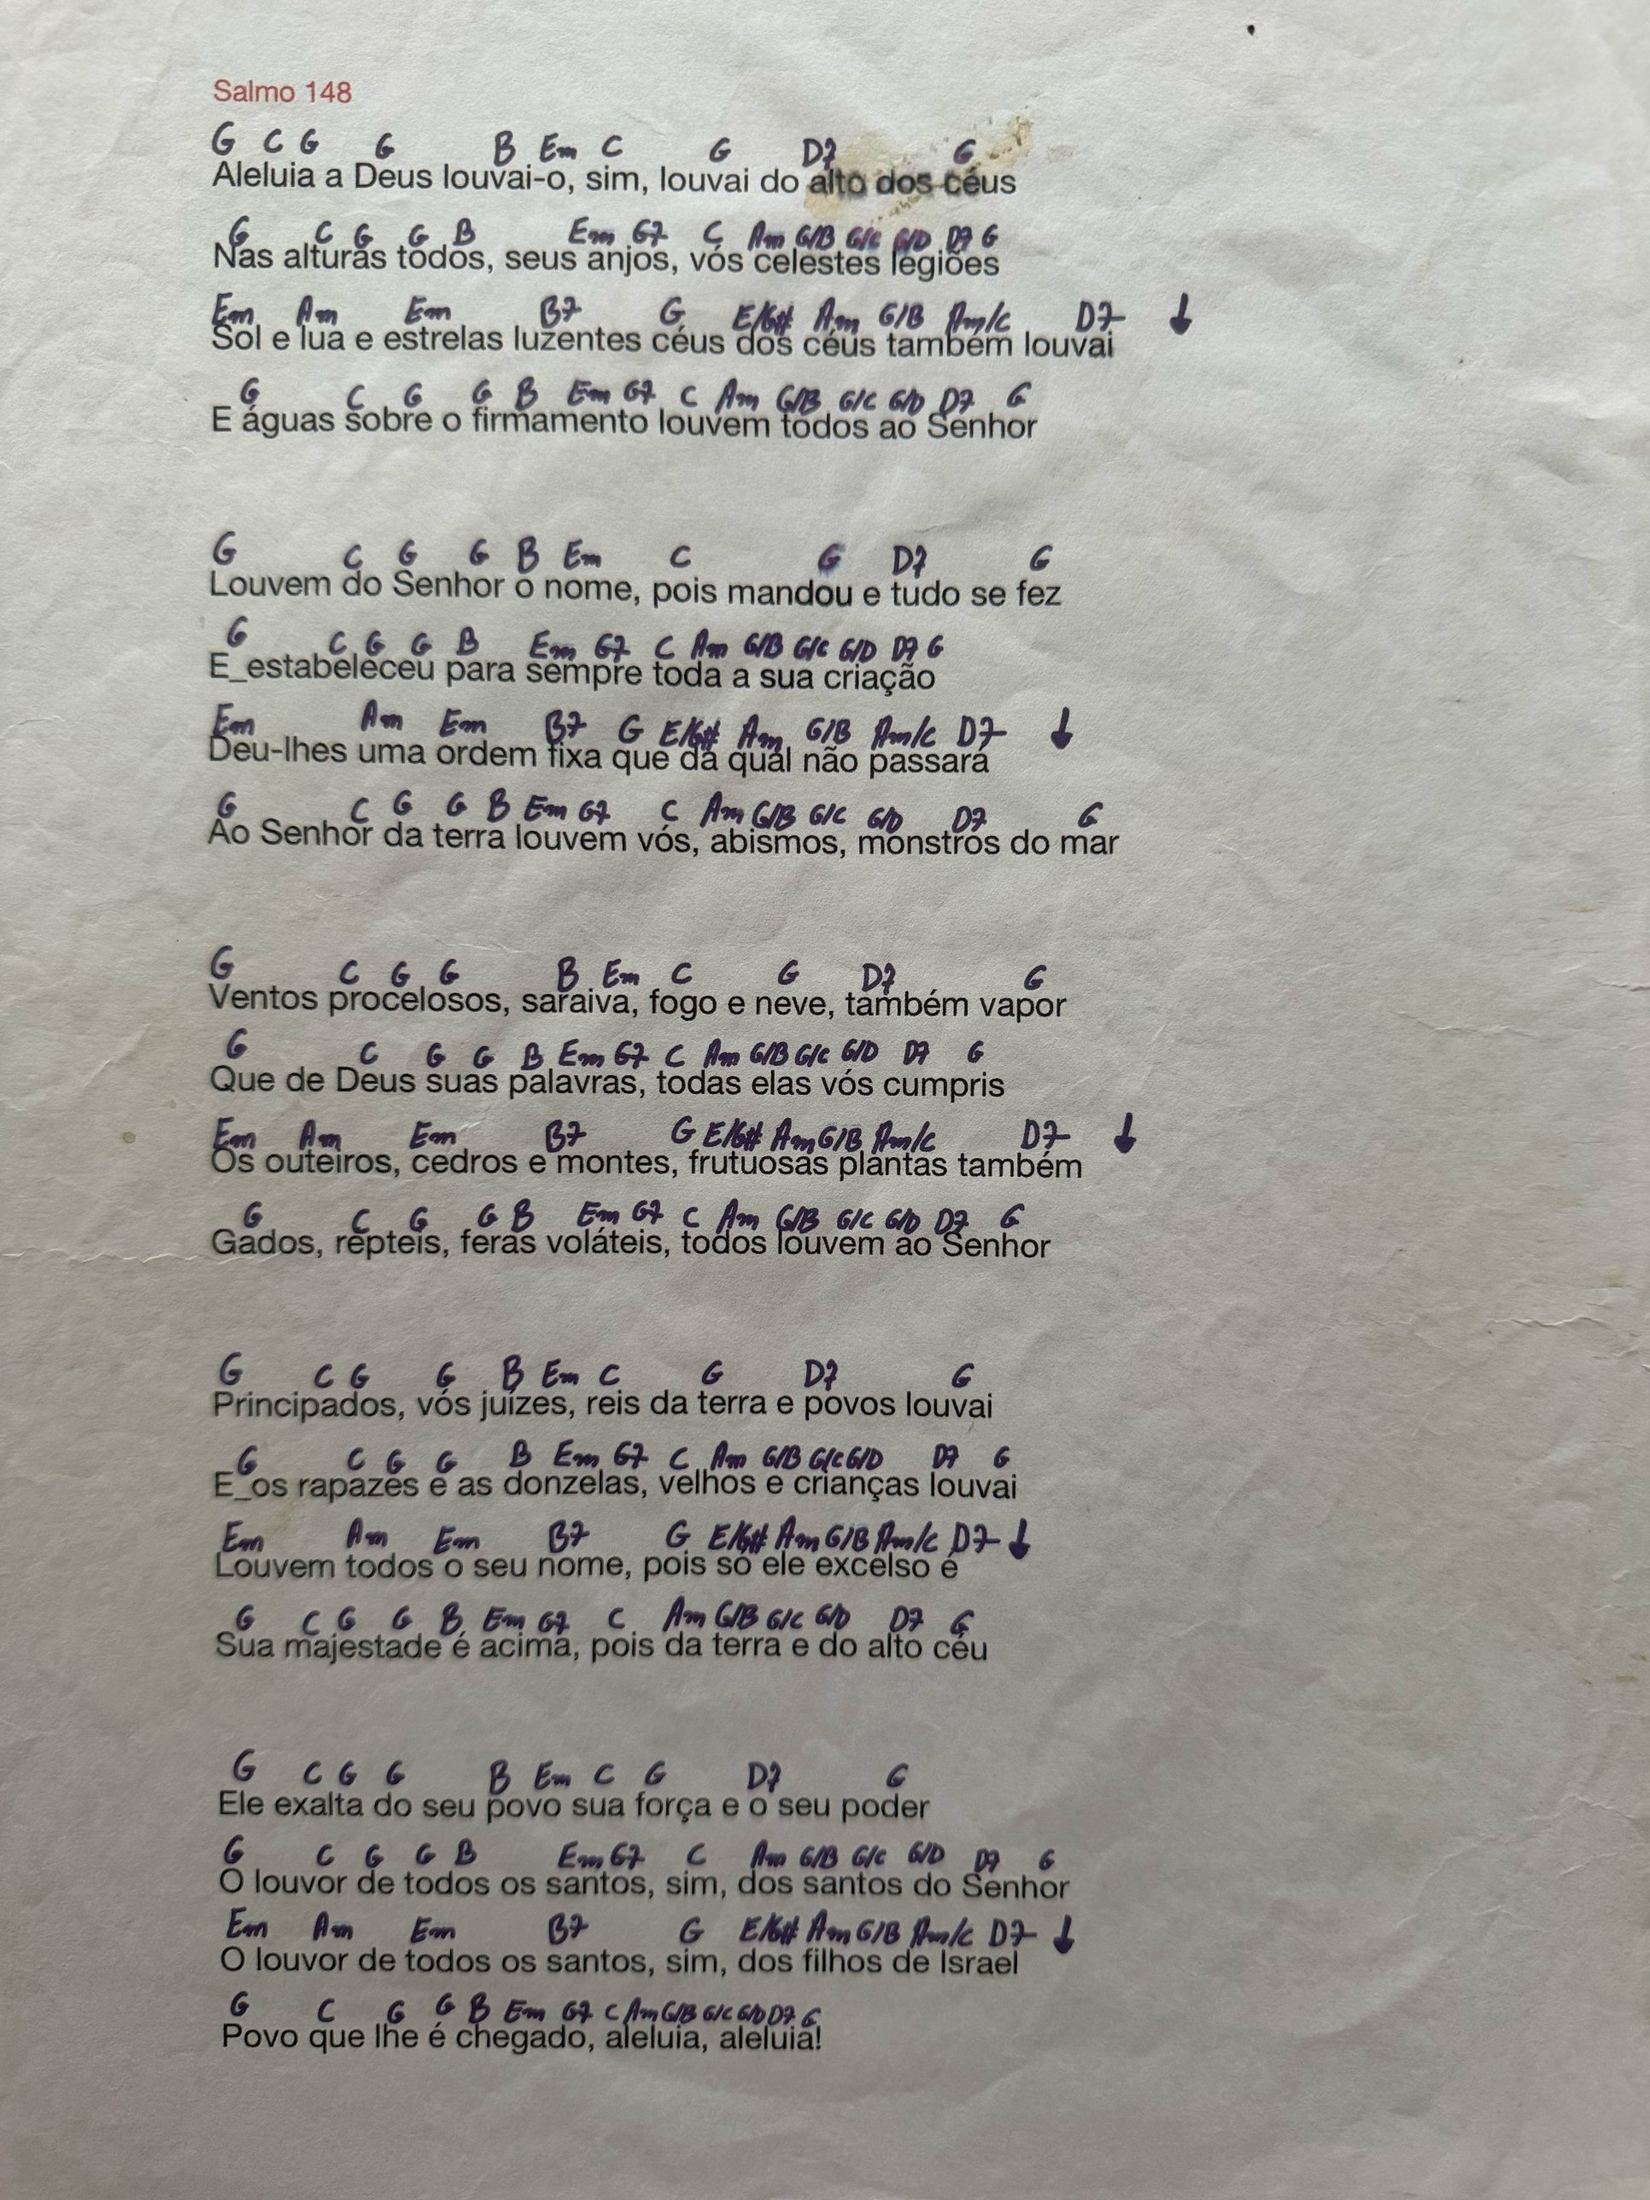 Salmo 148
G C G G B Em C G D7 G
Aleluia a Deus louvai-o, sim, louvai do alto dos céus
G C G G B Em G7 C Am G/B G/C G/D D7 G
Nas alturas todos, seus anjos, vós celestes legiões
Em Am Em B7 G E/G# Am G/B Am/C D7 ↓
Sol e lua e estrelas luzentes céus dos céus também louvai
G C G G B Em G7 C Am G/B G/C G/D D7 G
E águas sobre o firmamento louvem todos ao Senhor
G C G G B Em C G D7 G
Louvem do Senhor o nome, pois mandou e tudo se fez
G C G G B Em G7 C Am G/B G/C G/D D7 G
E_estabeleceu para sempre toda a sua criação
Em Am Em B7 G E/G# Am G/B Am/C D7 ↓
Deu-lhes uma ordem fixa que da qual não passará
G C G G B Em G7 C Am G/B G/C G/D D7 G
Ao Senhor da terra louvem vós, abismos, monstros do mar
G C G G B Em C G D7 G
Ventos procelosos, saraiva, fogo e neve, também vapor
G C G G B Em G7 C Am G/B G/C G/D D7 G
Que de Deus suas palavras, todas elas vós cumpris
Em Am Em B7 G E/G# Am G/B Am/C D7 ↓
Os outeiros, cedros e montes, frutuosas plantas também
G C G G B Em G7 C Am G/B G/C G/D D7 G
Gados, répteis, feras voláteis, todos louvem ao Senhor
G C G G B Em C G D7 G
Principados, vós juízes, reis da terra e povos louvai
G C G G B Em G7 C Am G/B G/C G/D D7 G
E_os rapazes e as donzelas, velhos e crianças louvai
Em Am Em B7 G E/G# Am G/B Am/C D7 ↓
Louvem todos o seu nome, pois só ele excelso é
G C G G B Em G7 C Am G/B G/C G/D D7 G
Sua majestade é acima, pois da terra e do alto céu
G C G G B Em C G D7 G
Ele exalta do seu povo sua força e o seu poder
G C G G B Em G7 C Am G/B G/C G/D D7 G
O louvor de todos os santos, sim, dos santos do Senhor
Em Am Em B7 G E/G# Am G/B Am/C D7 ↓
O louvor de todos os santos, sim, dos filhos de Israel
G C G G B Em G7 C Am G/B G/C G/D D7 G
Povo que lhe é chegado, aleluia, aleluia!